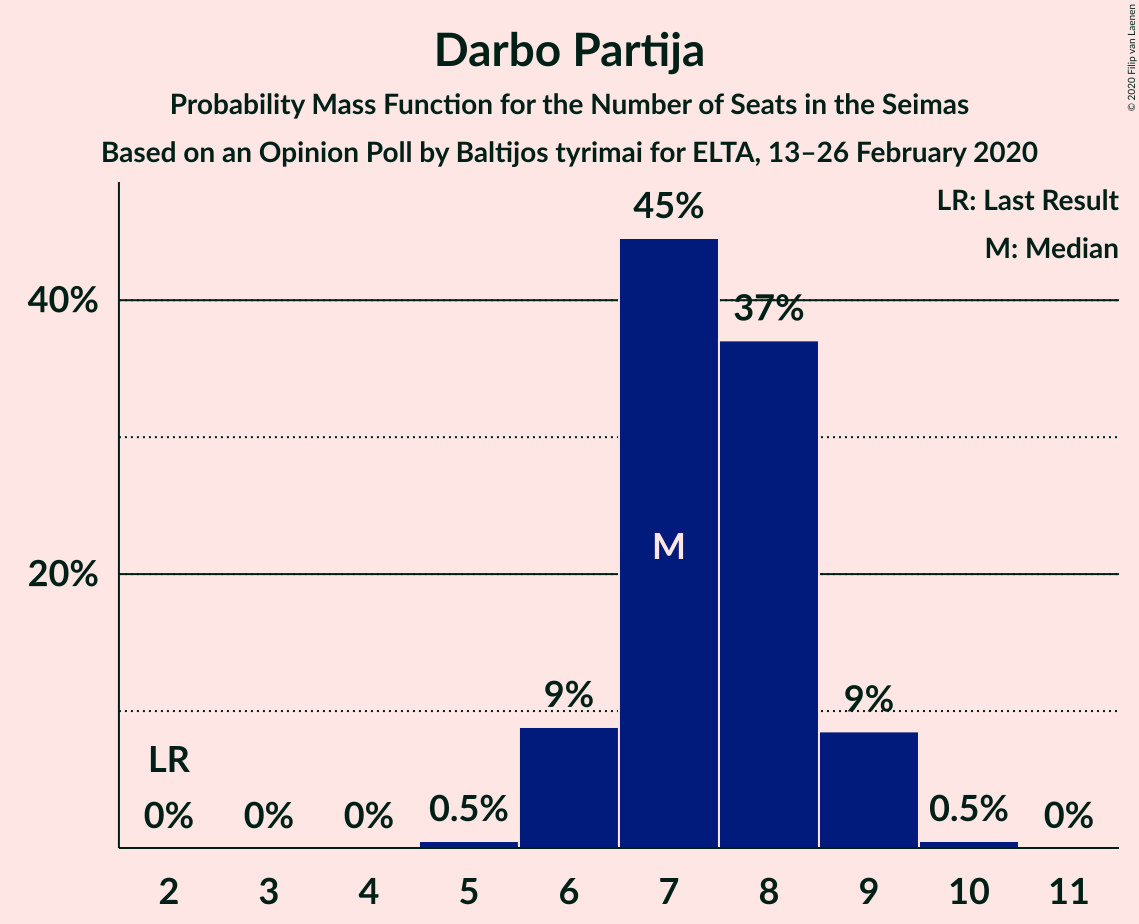 Darbo Partija
Probability Mass Function for the Number of Seats in the Seimas
Based on an Opinion Poll by Baltijos tyrimai for ELTA, 13–26 February 2020
© 2020 Filip van Laenen
LR: Last Result
M: Median
45%
40%
37%
M
20%
9%
9%
LR
0%
0%
0%
0.5%
0.5%
0%
2 3 4 5 6 7 8 9 10 11